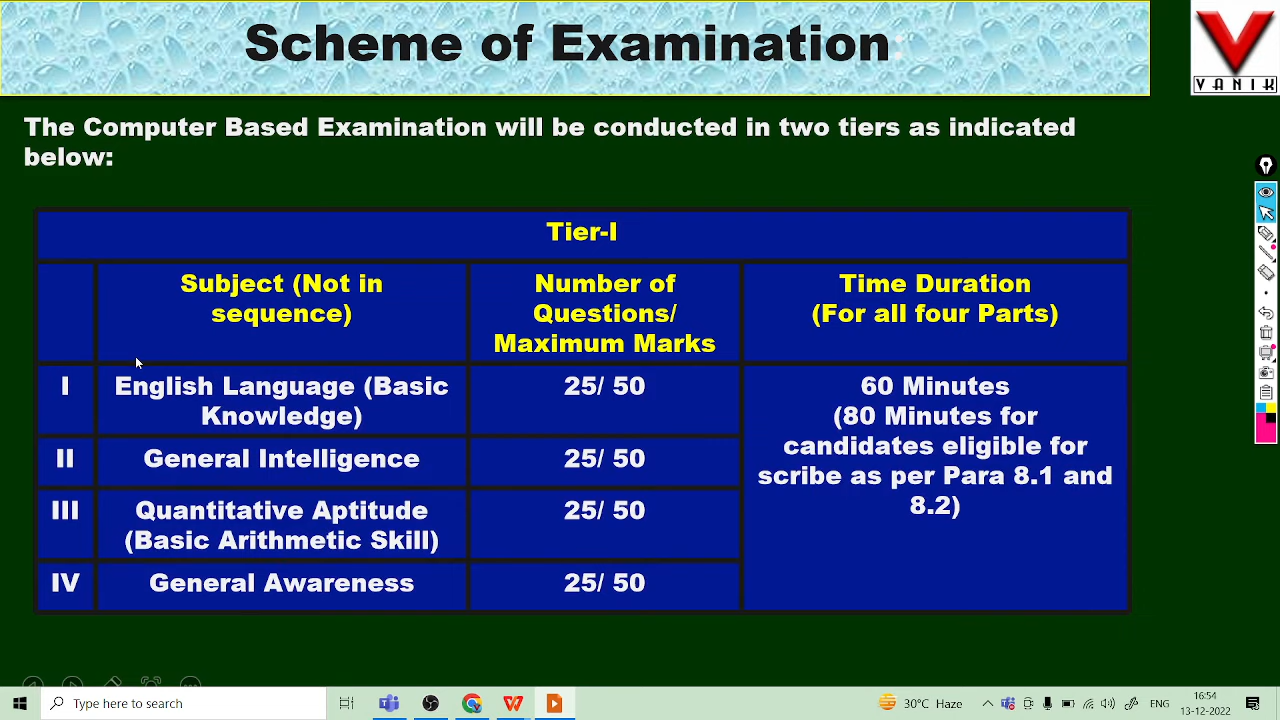 Scheme of Examination:
VANIK
The Computer Based Examination will be conducted in two tiers as indicated
below:
Tier-I
Subject (Not in
sequence)
Number of
Questions/
Maximum Marks
Time Duration
(For all four Parts)
I
English Language (Basic
Knowledge)
25/ 50
60 Minutes
(80 Minutes for
candidates eligible for
scribe as per Para 8.1 and
8.2)
II
General Intelligence
25/ 50
III
Quantitative Aptitude
(Basic Arithmetic Skill)
25/ 50
IV
General Awareness
25/ 50
Type here to search
30°C Haze
ENG
16:54
13-12-2022